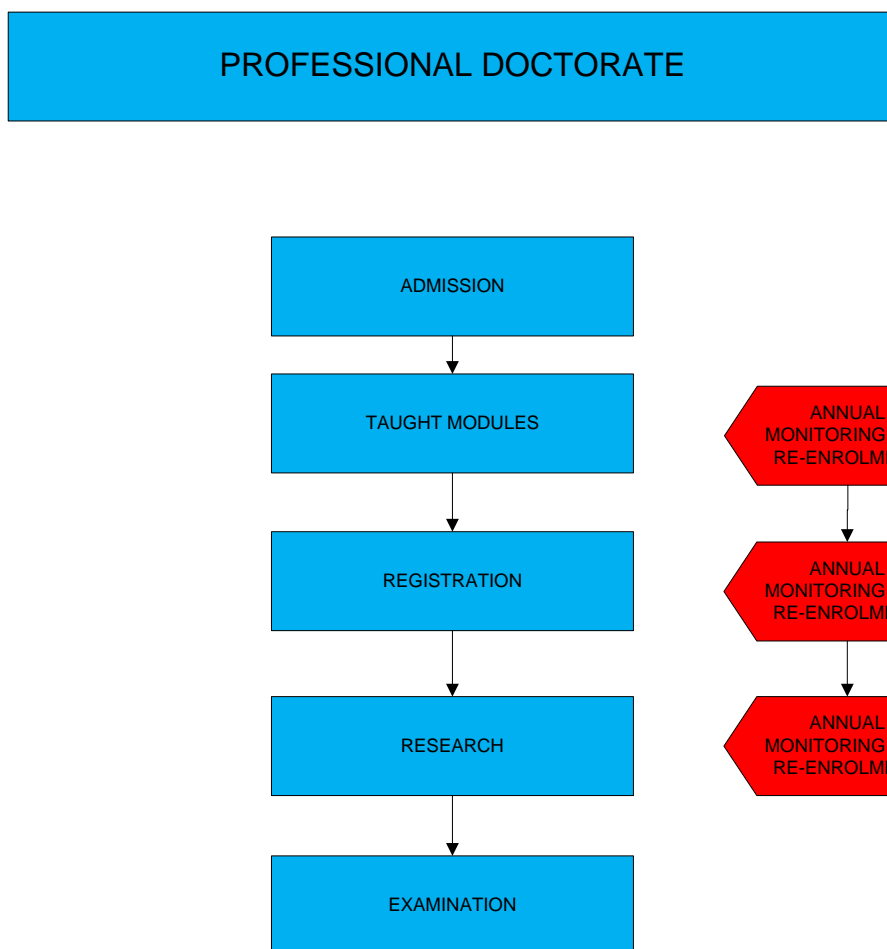 PROFESSIONAL DOCTORATE
ADMISSION
TAUGHT MODULES
REGISTRATION
RESEARCH
EXAMINATION
ANNUAL
MONITORING
ANNUAL
MONITORING
ANNUAL
MONITORING